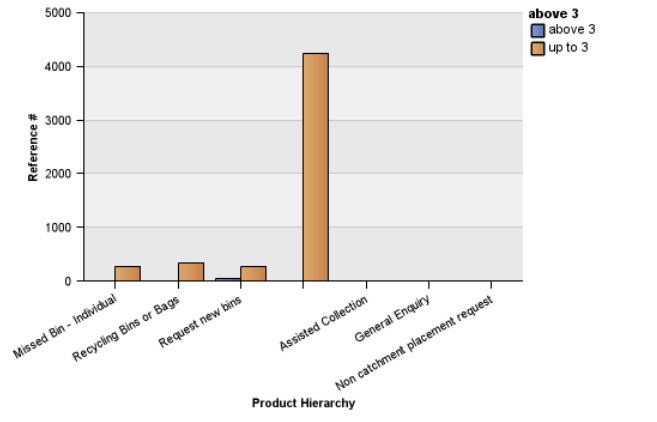 5000
4000
3000
2000
1000
0
Reference #
Missed Bin - Individual
Recycling Bins or Bags
Request new bins
Assisted Collection
General Enquiry
Non catchment placement request
Product Hierarchy
above 3
above 3
up to 3